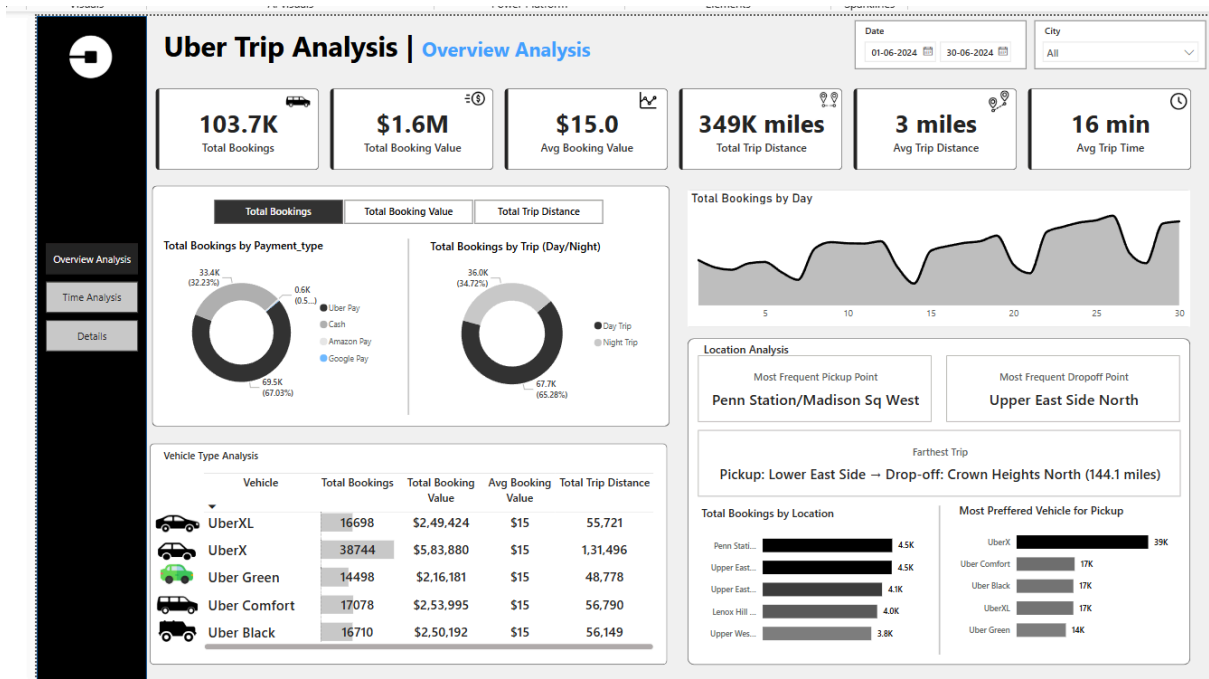 Uber Trip Analysis | Overview Analysis
Date
01-06-2024 30-06-2024
City
All
103.7K
Total Bookings
$1.6M
Total Booking Value
$15.0
Avg Booking Value
349K miles
Total Trip Distance
3 miles
Avg Trip Distance
16 min
Avg Trip Time
Overview Analysis
Time Analysis
Details
Total Bookings Total Booking Value Total Trip Distance
Total Bookings by Payment_type
33.4K
(32.23%)
0.6K
(0.5...)
69.5K
(67.03%)
Uber Pay
Cash
Amazon Pay
Google Pay
Total Bookings by Trip (Day/Night)
36.0K
(34.72%)
67.7K
(65.28%)
Day Trip
Night Trip
Total Bookings by Day
5 10 15 20 25 30
Vehicle Type Analysis
Vehicle Total Bookings Total Booking Value Avg Booking Value Total Trip Distance
UberXL 16698 $2,49,424 $15 55,721
UberX 38744 $5,83,880 $15 1,31,496
Uber Green 14498 $2,16,181 $15 48,778
Uber Comfort 17078 $2,53,995 $15 56,790
Uber Black 16710 $2,50,192 $15 56,149
Location Analysis
Most Frequent Pickup Point
Penn Station/Madison Sq West
Most Frequent Dropoff Point
Upper East Side North
Farthest Trip
Pickup: Lower East Side → Drop-off: Crown Heights North (144.1 miles)
Total Bookings by Location
Penn Stati... 4.5K
Upper East... 4.5K
Upper East... 4.1K
Lenox Hill ... 4.0K
Upper Wes... 3.8K
Most Preffered Vehicle for Pickup
UberX 39K
Uber Comfort 17K
Uber Black 17K
UberXL 17K
Uber Green 14K